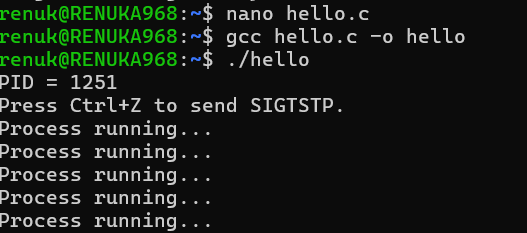 renuk@RENUKA968:~$ nano hello.c
renuk@RENUKA968:~$ gcc hello.c -o hello
renuk@RENUKA968:~$ ./hello
PID = 1251
Press Ctrl+Z to send SIGTSTP.
Process running...
Process running...
Process running...
Process running...
Process running...